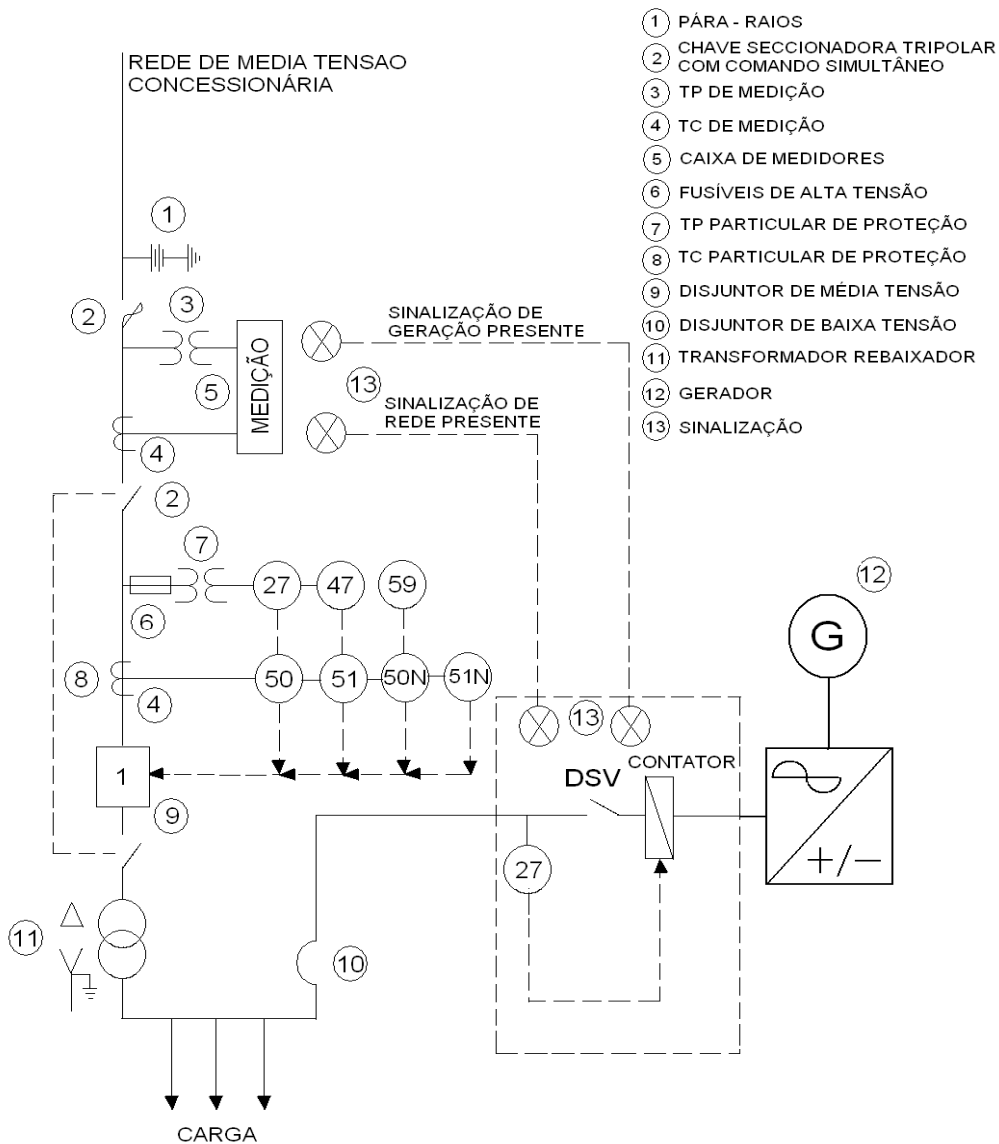 REDE DE MEDIA TENSAO
CONCESSIONÁRIA
1 PÁRA - RAIOS
2 CHAVE SECCIONADORA TRIPOLAR
COM COMANDO SIMULTÂNEO
3 TP DE MEDIÇÃO
4 TC DE MEDIÇÃO
5 CAIXA DE MEDIDORES
6 FUSÍVEIS DE ALTA TENSÃO
7 TP PARTICULAR DE PROTEÇÃO
8 TC PARTICULAR DE PROTEÇÃO
9 DISJUNTOR DE MÉDIA TENSÃO
10 DISJUNTOR DE BAIXA TENSÃO
11 TRANSFORMADOR REBAIXADOR
12 GERADOR
13 SINALIZAÇÃO
1
2
3
SINALIZAÇÃO DE
GERAÇÃO PRESENTE
MEDIÇÃO
5
13
SINALIZAÇÃO DE
REDE PRESENTE
4
2
7
27
47
59
6
12
G
8
4
50
51
50N
51N
13
1
9
DSV
CONTATOR
27
+/−
11
10
CARGA